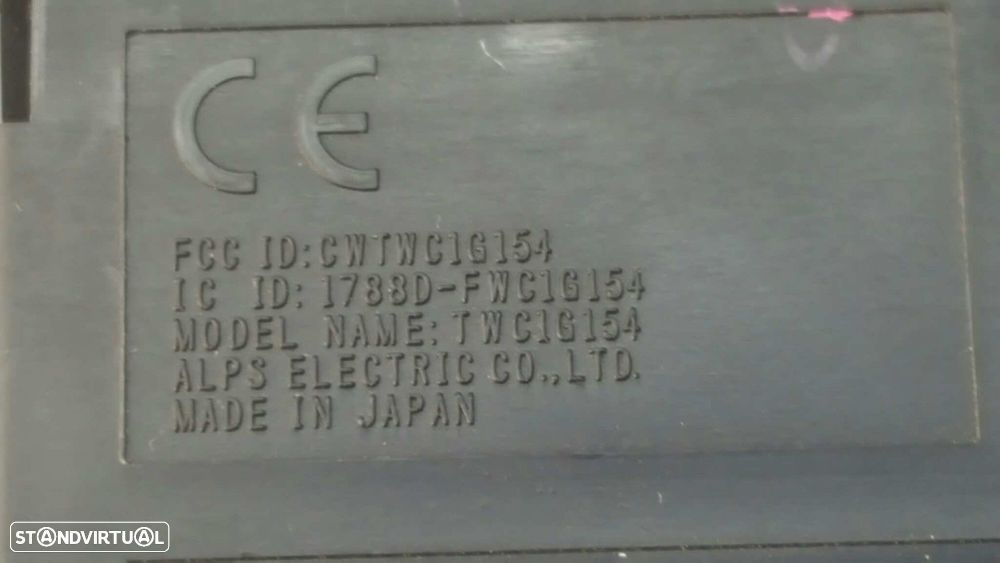 CE
FCC ID:CWTWC1G154
IC ID: 1788D-FWC1G154
MODEL NAME: TWC1G154
ALPS ELECTRIC CO.,LTD.
MADE IN JAPAN
STANDVIRTUAL